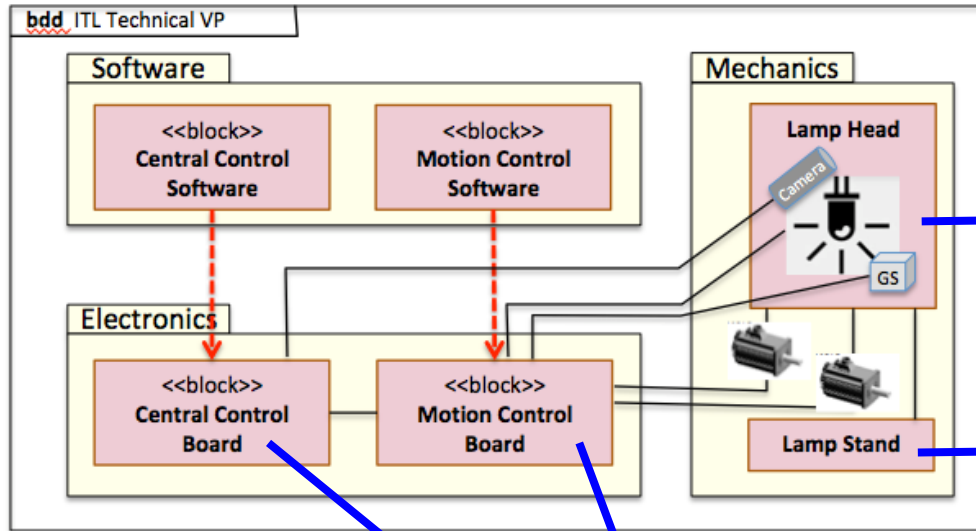 bdd ITL Technical VP
Software
<<block>>
Central Control
Software
<<block>>
Motion Control
Software
Mechanics
Lamp Head
Camera
GS
Lamp Stand
Electronics
<<block>>
Central Control
Board
<<block>>
Motion Control
Board